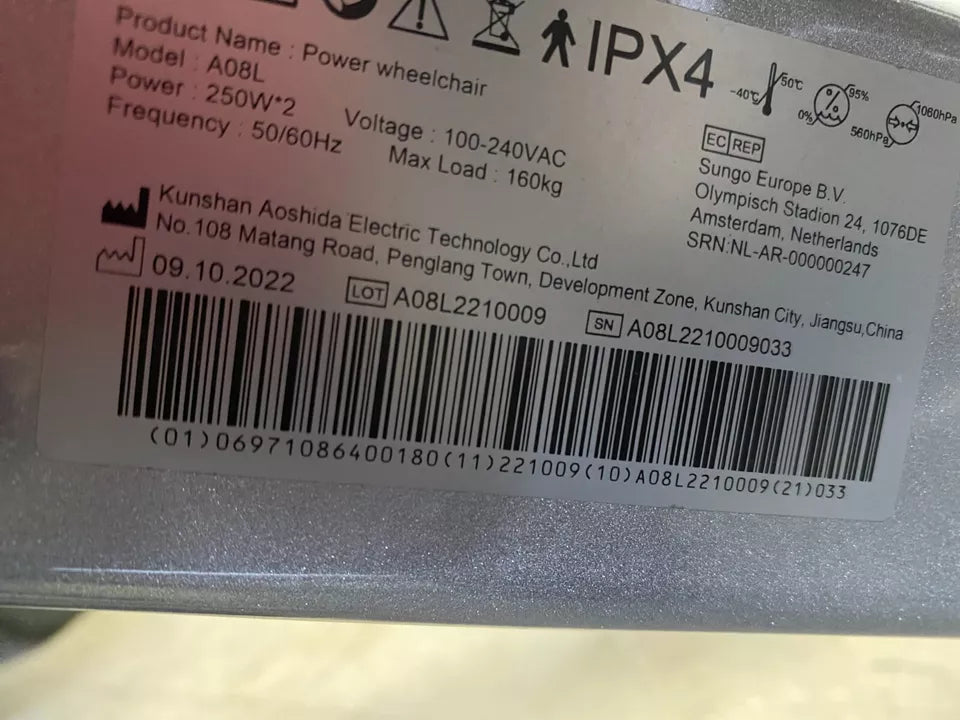 IPX4
Product Name : Power wheelchair
Model : A08L
Power : 250W*2 Voltage : 100-240VAC
Frequency : 50/60Hz Max Load : 160kg
-40℃ 50℃
0% % 95%
560hPa 1060hPa
EC REP
Sungo Europe B.V.
Olympisch Stadion 24, 1076DE
Amsterdam, Netherlands
SRN:NL-AR-000000247
Kunshan Aoshida Electric Technology Co.,Ltd
No.108 Matang Road, Penglang Town, Development Zone, Kunshan City, Jiangsu,China
09.10.2022 LOT A08L2210009 SN A08L2210009033
(01)06971086400180(11)221009(10)A08L2210009(21)033